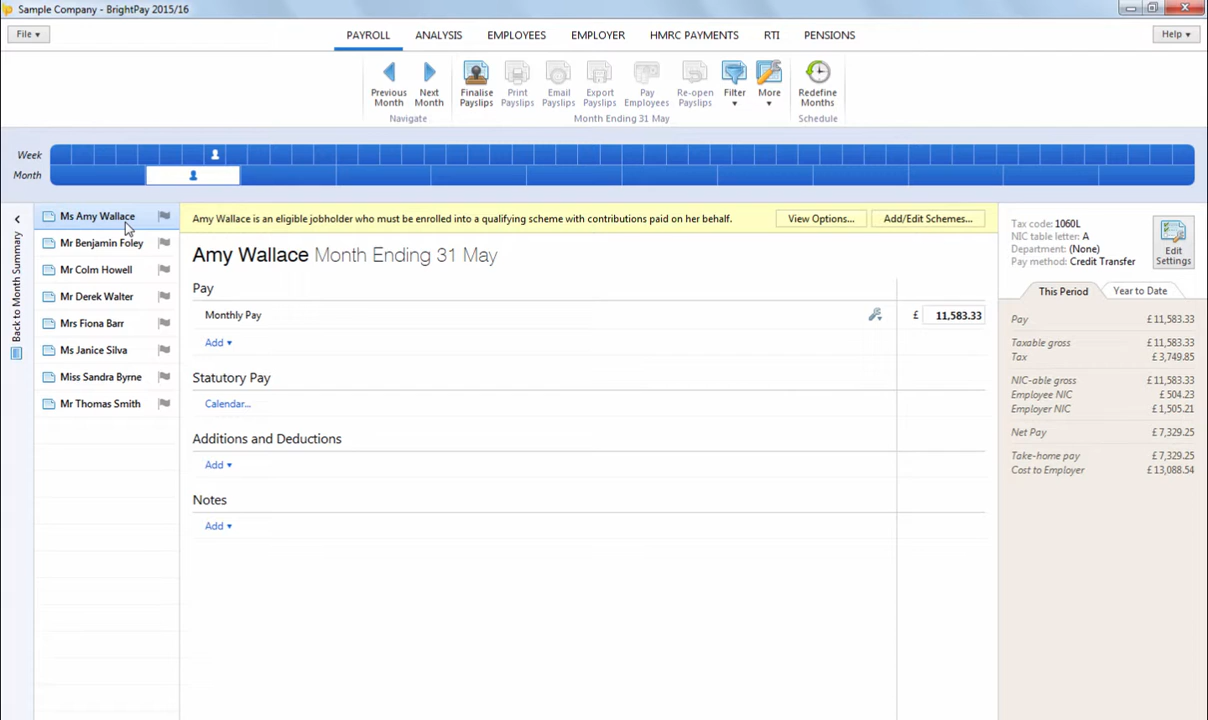 Sample Company - BrightPay 2015/16
File
PAYROLL ANALYSIS EMPLOYEES EMPLOYER HMRC PAYMENTS RTI PENSIONS
Help
Previous Month
Next Month
Navigate
Finalise Payslips
Print Payslips
Email Payslips
Export Payslips
Pay Employees
Re-open Payslips
Filter
More
Month Ending 31 May
Redefine Months
Schedule
Week
Month
Back to Month Summary
Ms Amy Wallace
Mr Benjamin Foley
Mr Colm Howell
Mr Derek Walter
Mrs Fiona Barr
Ms Janice Silva
Miss Sandra Byrne
Mr Thomas Smith
Amy Wallace is an eligible jobholder who must be enrolled into a qualifying scheme with contributions paid on her behalf.
View Options...
Add/Edit Schemes...
Amy Wallace Month Ending 31 May
Pay
Monthly Pay £ 11,583.33
Add
Statutory Pay
Calendar...
Additions and Deductions
Add
Notes
Add
Tax code: 1060L
NIC table letter: A
Department: (None)
Pay method: Credit Transfer
Edit Settings
This Period
Year to Date
Pay £ 11,583.33
Taxable gross £ 11,583.33
Tax £ 3,749.85
NIC-able gross £ 11,583.33
Employee NIC £ 504.23
Employer NIC £ 1,505.21
Net Pay £ 7,329.25
Take-home pay £ 7,329.25
Cost to Employer £ 13,088.54